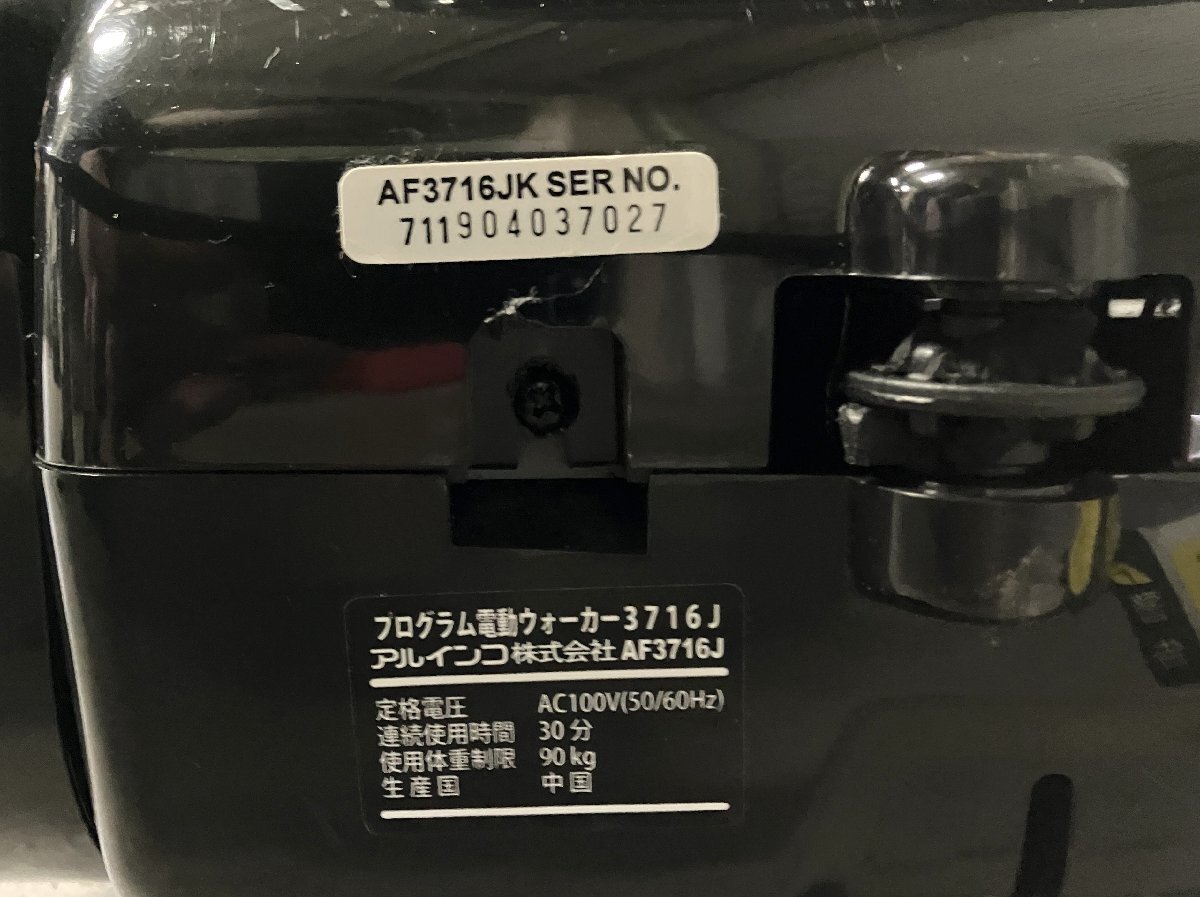 AF3716JK SER NO.
711904037027
プログラム電動ウォーカー3716J
アルインコ株式会社 AF3716J
定格電圧 AC100V(50/60Hz)
連続使用時間 30分
使用体重制限 90kg
生産国 中国